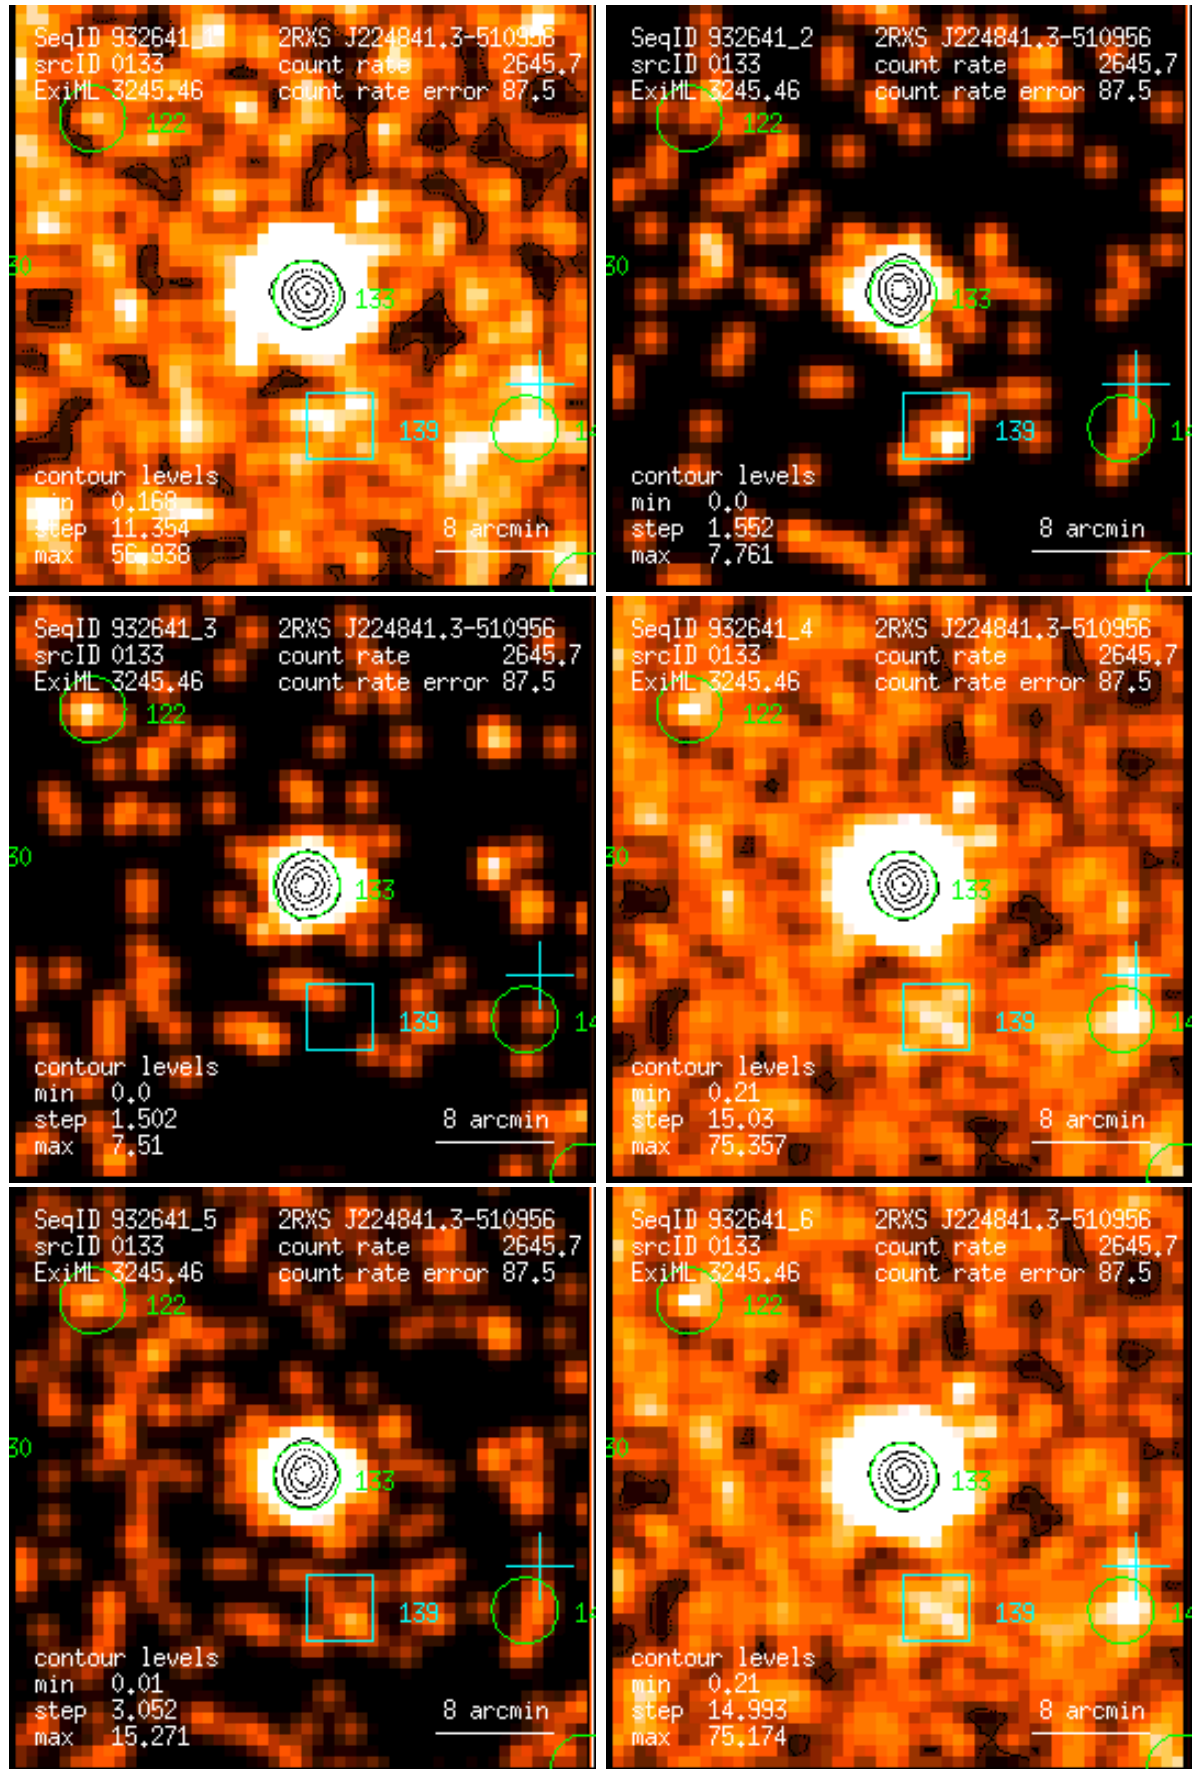 SeqID 932641_1 2RXS J224841.3-510956
srcID 0133 count rate 2645.7
ExiML 3245.46 count rate error 87.5
122
30
133
139
14
contour levels
min 0.168
step 11.354
max 56.938
8 arcmin
SeqID 932641_2 2RXS J224841.3-510956
srcID 0133 count rate 2645.7
ExiML 3245.46 count rate error 87.5
122
30
133
139
14
contour levels
min 0.0
step 1.552
max 7.761
8 arcmin
SeqID 932641_3 2RXS J224841.3-510956
srcID 0133 count rate 2645.7
ExiML 3245.46 count rate error 87.5
122
30
133
139
14
contour levels
min 0.0
step 1.502
max 7.51
8 arcmin
SeqID 932641_4 2RXS J224841.3-510956
srcID 0133 count rate 2645.7
ExiML 3245.46 count rate error 87.5
122
30
133
139
14
contour levels
min 0.21
step 15.03
max 75.357
8 arcmin
SeqID 932641_5 2RXS J224841.3-510956
srcID 0133 count rate 2645.7
ExiML 3245.46 count rate error 87.5
122
30
133
139
14
contour levels
min 0.01
step 3.052
max 15.271
8 arcmin
SeqID 932641_6 2RXS J224841.3-510956
srcID 0133 count rate 2645.7
ExiML 3245.46 count rate error 87.5
122
30
133
139
14
contour levels
min 0.21
step 14.993
max 75.174
8 arcmin